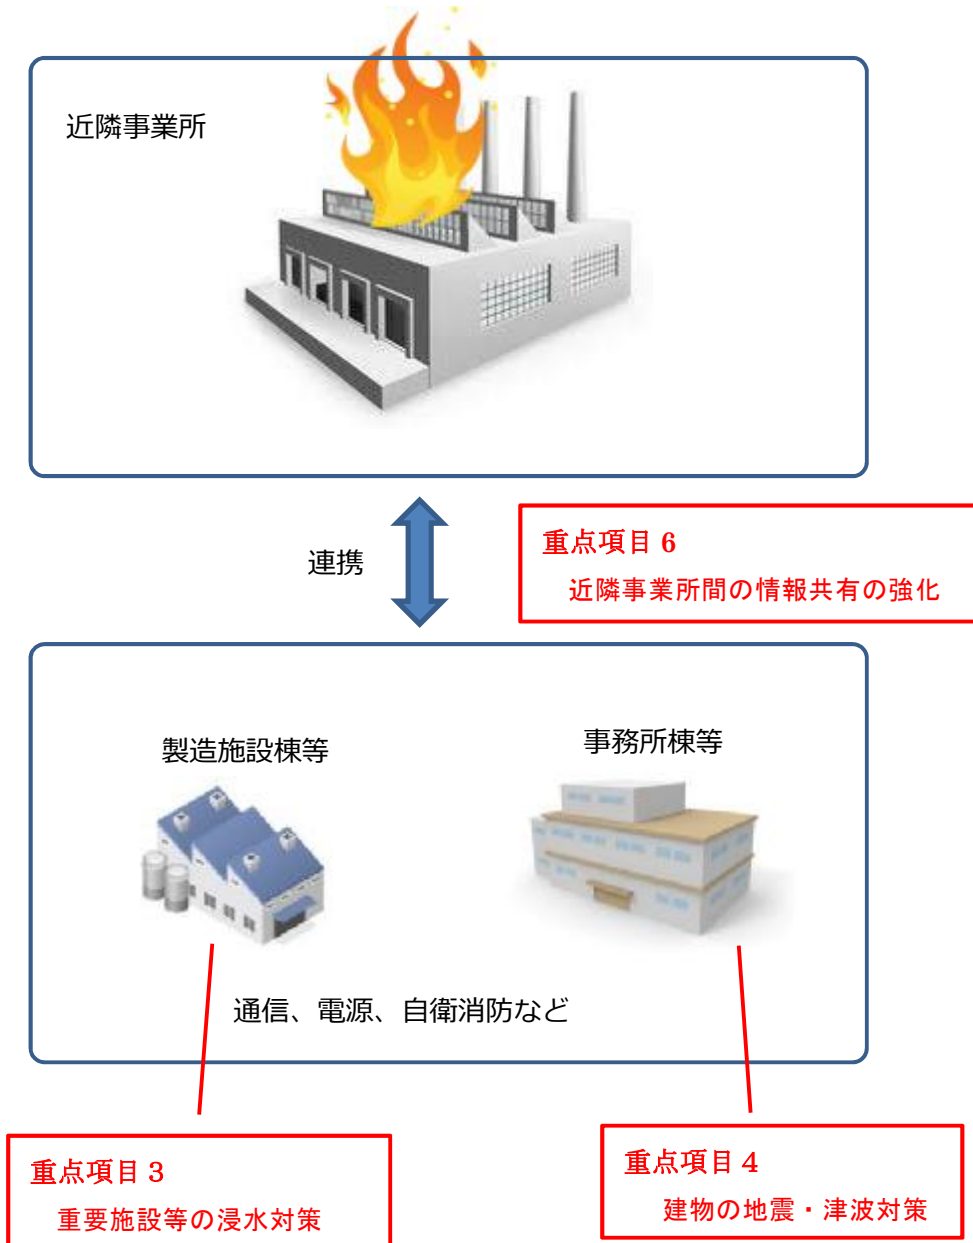 近隣事業所
連携
重点項目6
近隣事業所間の情報共有の強化
製造施設棟等
事務所棟等
通信、電源、自衛消防など
重点項目3
重要施設等の浸水対策
重点項目4
建物の地震・津波対策